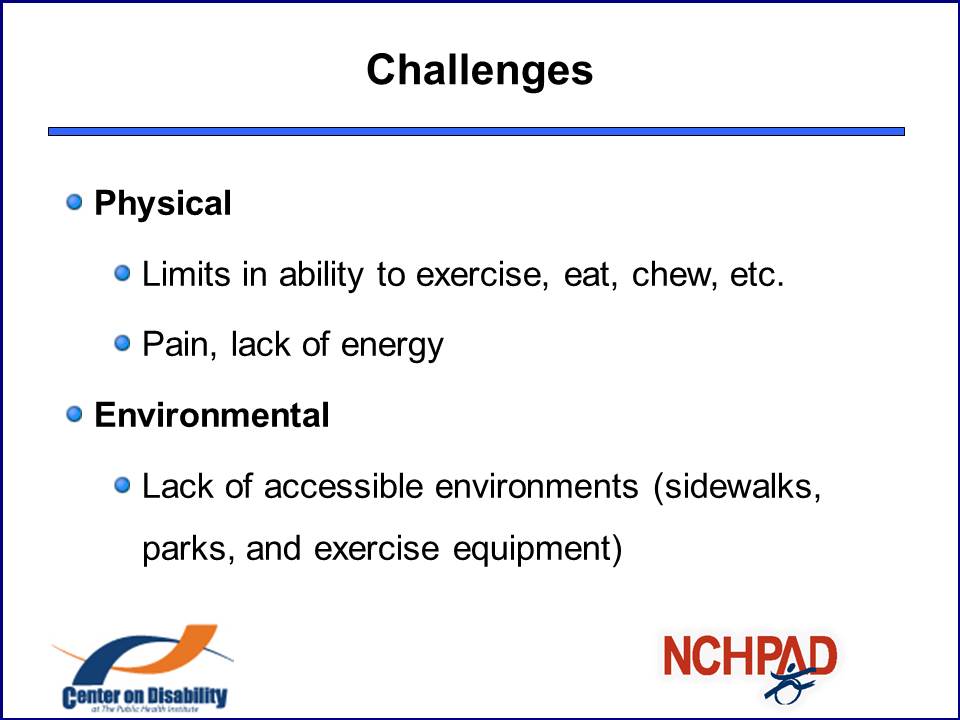 Challenges
Physical
Limits in ability to exercise, eat, chew, etc.
Pain, lack of energy
Environmental
Lack of accessible environments (sidewalks,
parks, and exercise equipment)
Center on Disability
at The Public Health Institute
NCHPAD